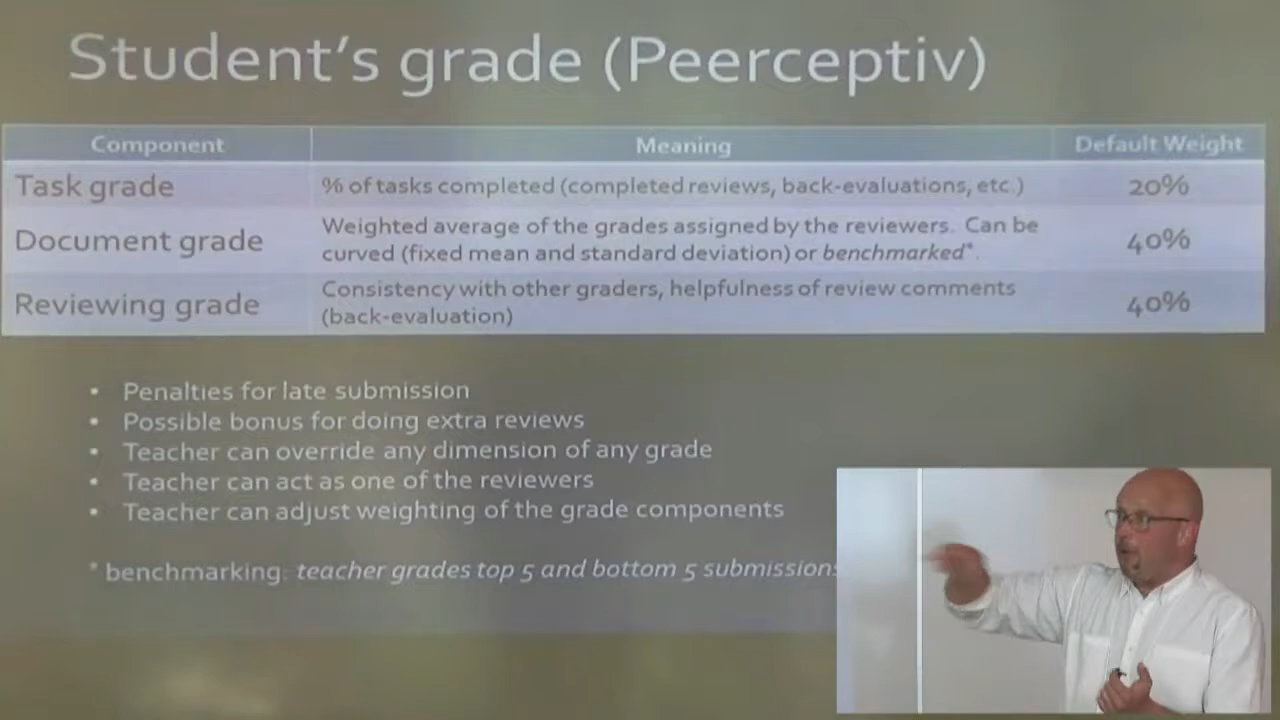 Student's grade (Peerceptiv)
Component Meaning Default Weight
Task grade % of tasks completed (completed reviews, back-evaluations, etc.) 20%
Document grade Weighted average of the grades assigned by the reviewers. Can be
curved (fixed mean and standard deviation) or benchmarked*. 40%
Reviewing grade Consistency with other graders, helpfulness of review comments
(back-evaluation) 40%
• Penalties for late submission
• Possible bonus for doing extra reviews
• Teacher can override any dimension of any grade
• Teacher can act as one of the reviewers
• Teacher can adjust weighting of the grade components
* benchmarking: teacher grades top 5 and bottom 5 submissions